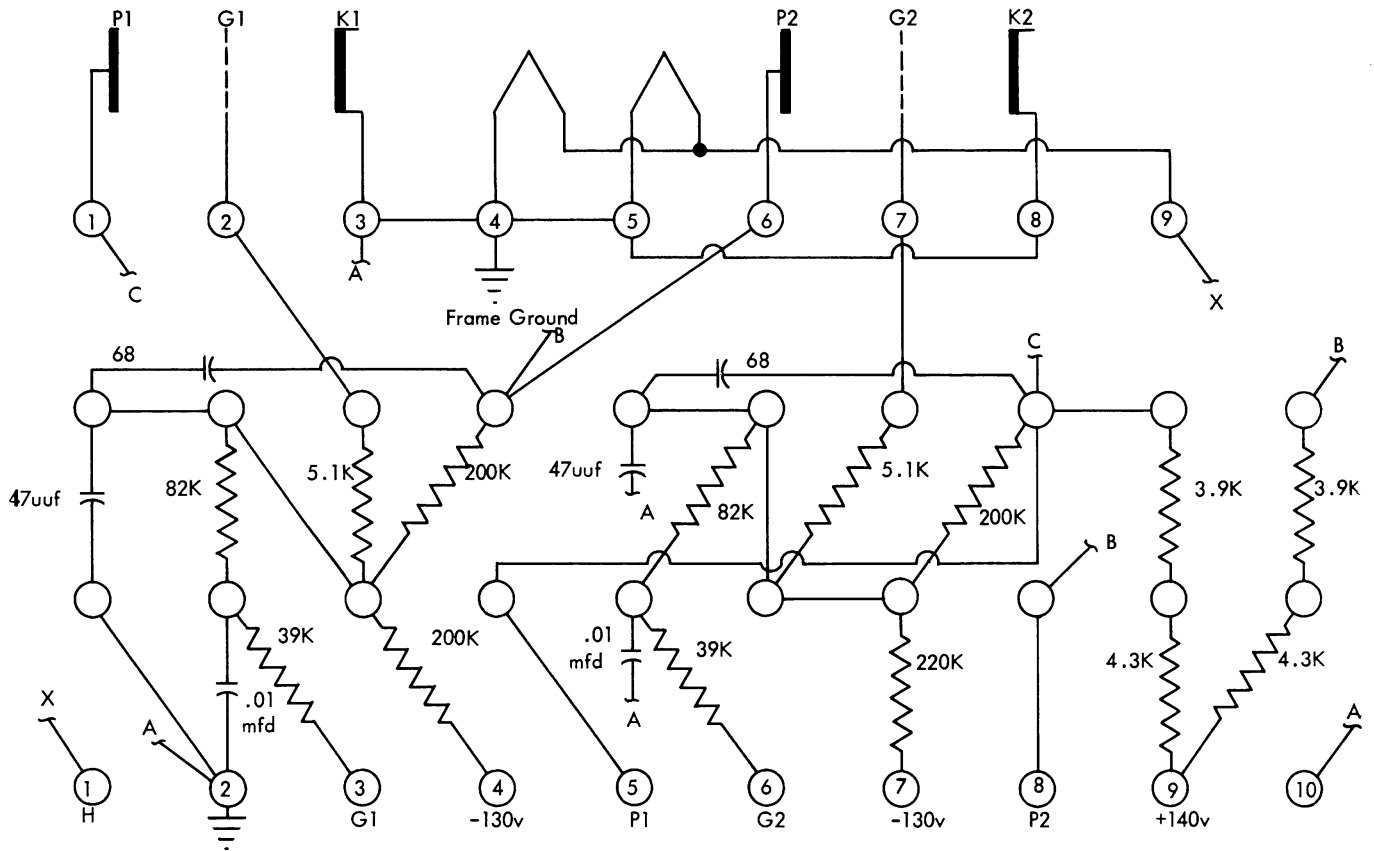 P1 G1 K1 P2 G2 K2
1 2 3 4 5 6 7 8 9
C A X
Frame Ground
B C B
68 68
47uuf 82K 5.1K 200K 47uuf 82K 5.1K 200K 3.9K 3.9K
A
B
39K 200K .01 mfd 39K 220K 4.3K 4.3K
X A .01 mfd A A
1 2 3 4 5 6 7 8 9 10
H G1 -130v P1 G2 -130v P2 +140v